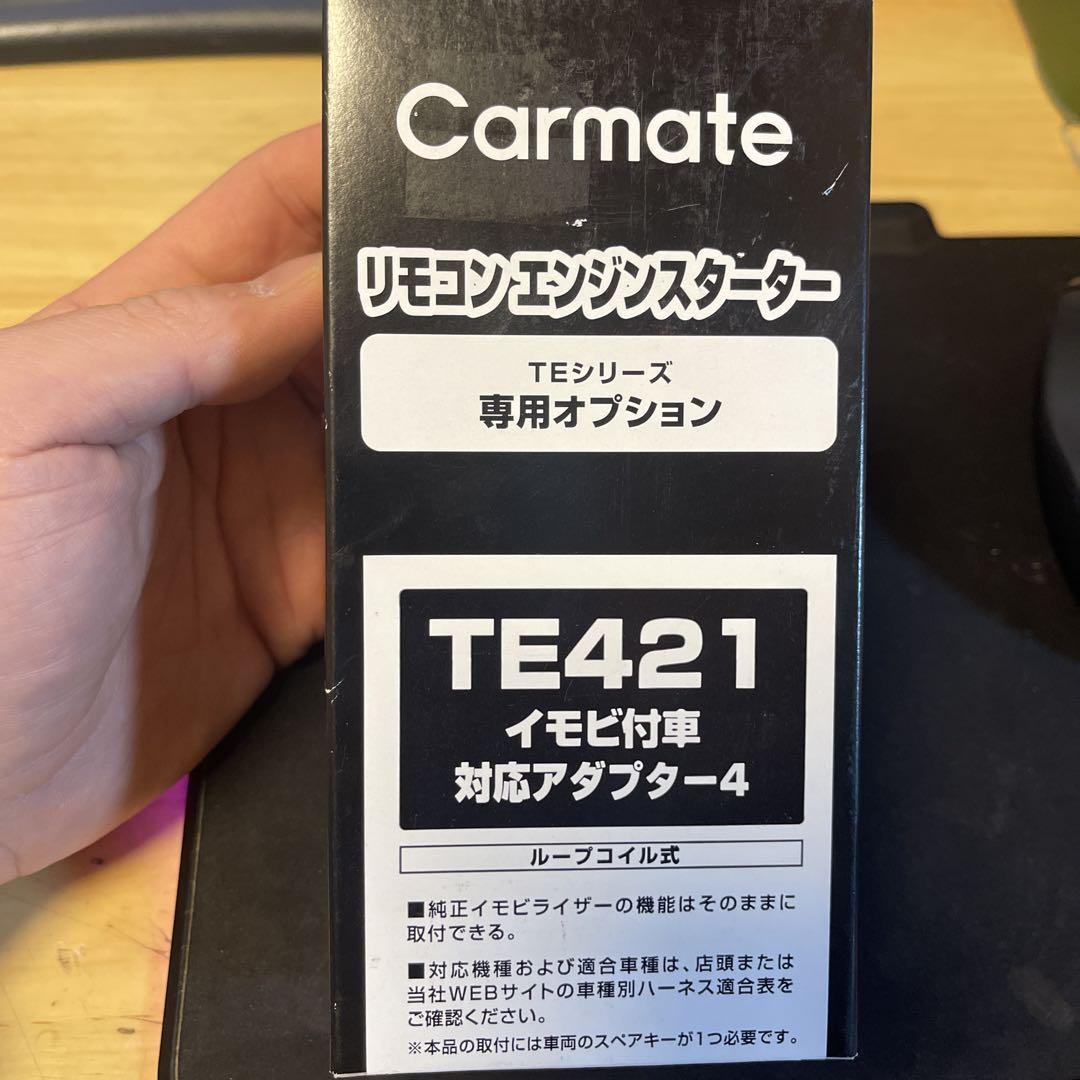 Carmate
リモコン エンジンスターター
TEシリーズ
専用オプション
TE421
イモビ付車
対応アダプター4
ループコイル式
■純正イモビライザーの機能はそのままに
取付できる。
■対応機種および適合車種は、店頭または
当社WEBサイトの車種別ハーネス適合表を
ご確認ください。
※本品の取付には車両のスペアキーが1つ必要です。